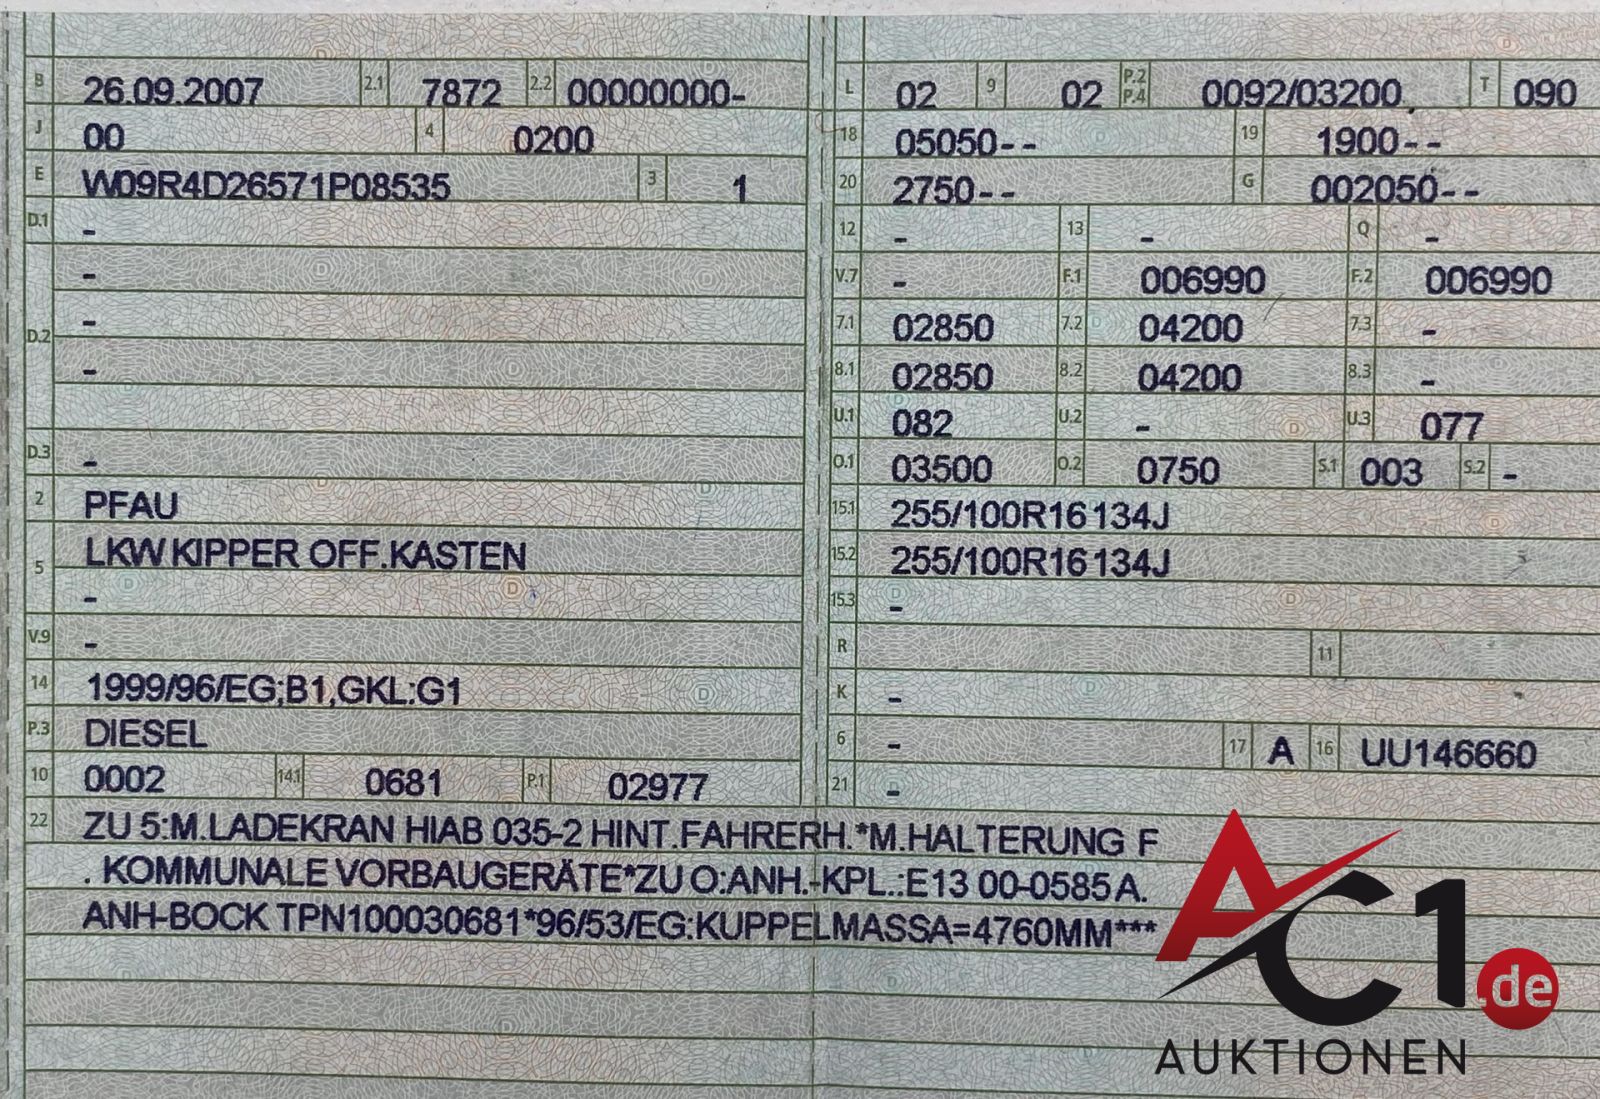 B 26.09.2007 2.1 7872 2.2 00000000-
J 00 4 0200
E W09R4D26571P08535 3 1
D.1 -
-
D.2 -
-
D.3 -
2 PFAU
5 LKW KIPPER OFF.KASTEN
-
V.9 -
14 1999/96/EG;B1,GKL:G1
P.3 DIESEL
10 0002 14.1 0681 P.1 02977
L 02 9 02 P.2 P.4 0092/03200 T 090
18 05050-- 19 1900--
20 2750-- G 002050--
12 - 13 - Q -
V.7 - F.1 006990 F.2 006990
7.1 02850 7.2 04200 7.3 -
8.1 02850 8.2 04200 8.3 -
U.1 082 U.2 - U.3 077
O.1 03500 O.2 0750 S.1 003 S.2 -
15.1 255/100R16 134J
15.2 255/100R16 134J
15.3 -
R 11
K -
6 - 17 A 16 UU146660
21 -
22 ZU 5:M.LADEKRAN HIAB 035-2 HINT.FAHRERH.*M.HALTERUNG F
. KOMMUNALE VORBAUGERÄTE*ZU O:ANH.-KPL.:E13 00-0585 A.
ANH-BOCK TPN100030681*96/53/EG:KUPPELMASSA=4760MM***
AC1.de
AUKTIONEN